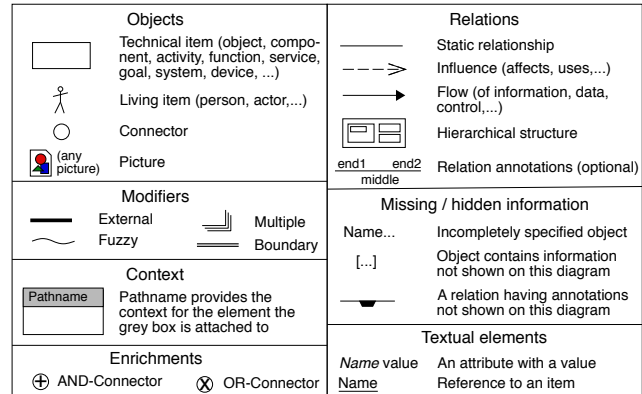 Objects
Technical item (object, compo-
nent, activity, function, service,
goal, system, device, ...)
Living item (person, actor,...)
Connector
(any
picture)
Picture
Modifiers
External
Multiple
Fuzzy
Boundary
Context
Pathname
Pathname provides the
context for the element the
grey box is attached to
Enrichments
AND-Connector
OR-Connector
Relations
Static relationship
Influence (affects, uses,...)
Flow (of information, data,
control,...)
Hierarchical structure
end1 end2
middle
Relation annotations (optional)
Missing / hidden information
Name... Incompletely specified object
[...]
Object contains information
not shown on this diagram
A relation having annotations
not shown on this diagram
Textual elements
Name value An attribute with a value
Name Reference to an item